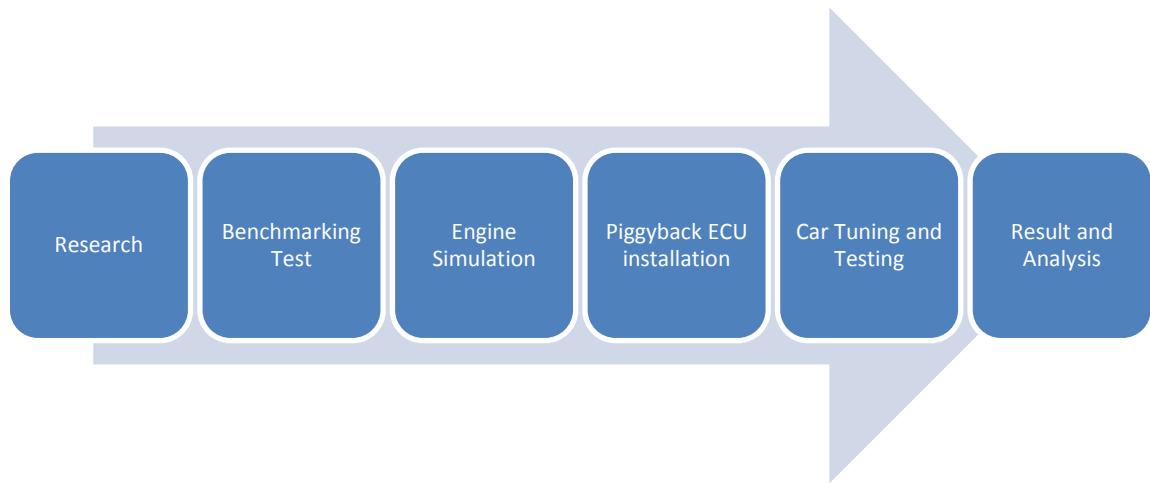 Research
Benchmarking
Test
Engine
Simulation
Piggyback ECU
installation
Car Tuning and
Testing
Result and
Analysis